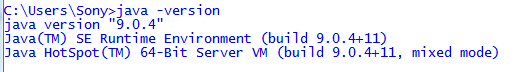 C:\Users\Sony>java -version
java version "9.0.4"
Java(TM) SE Runtime Environment (build 9.0.4+11)
Java HotSpot(TM) 64-Bit Server VM (build 9.0.4+11, mixed mode)